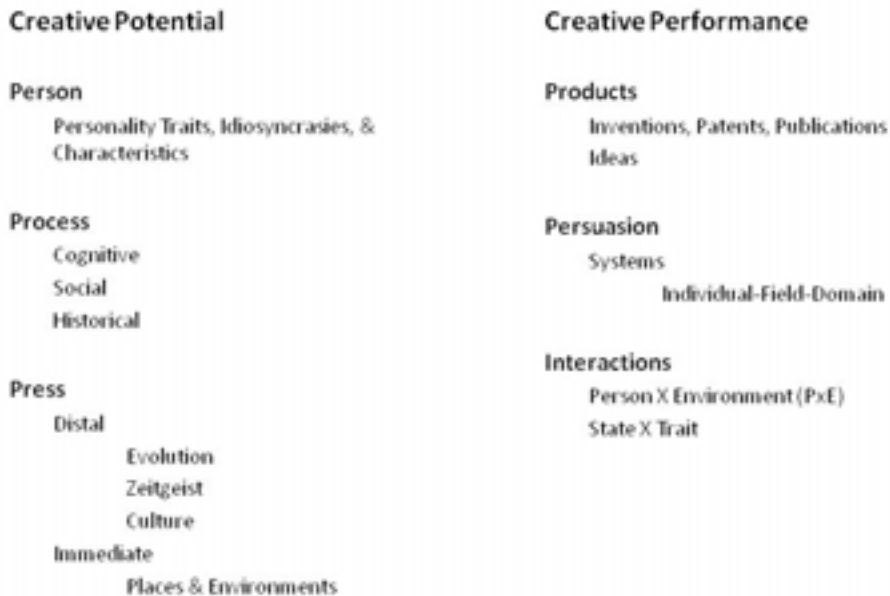 Creative Potential
Person
Personality Traits, Idiosyncrasies, &
Characteristics
Process
Cognitive
Social
Historical
Press
Distal
Evolution
Zeitgeist
Culture
Immediate
Places & Environments
Creative Performance
Products
Inventions, Patents, Publications
Ideas
Persuasion
Systems
Individual-Field-Domain
Interactions
Person X Environment (PxE)
State X Trait